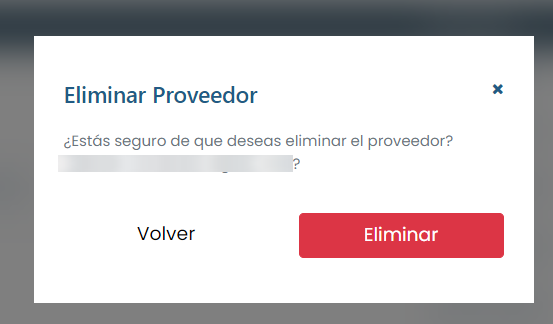 Eliminar Proveedor
¿Estás seguro de que deseas eliminar el proveedor?
?
Volver
Eliminar